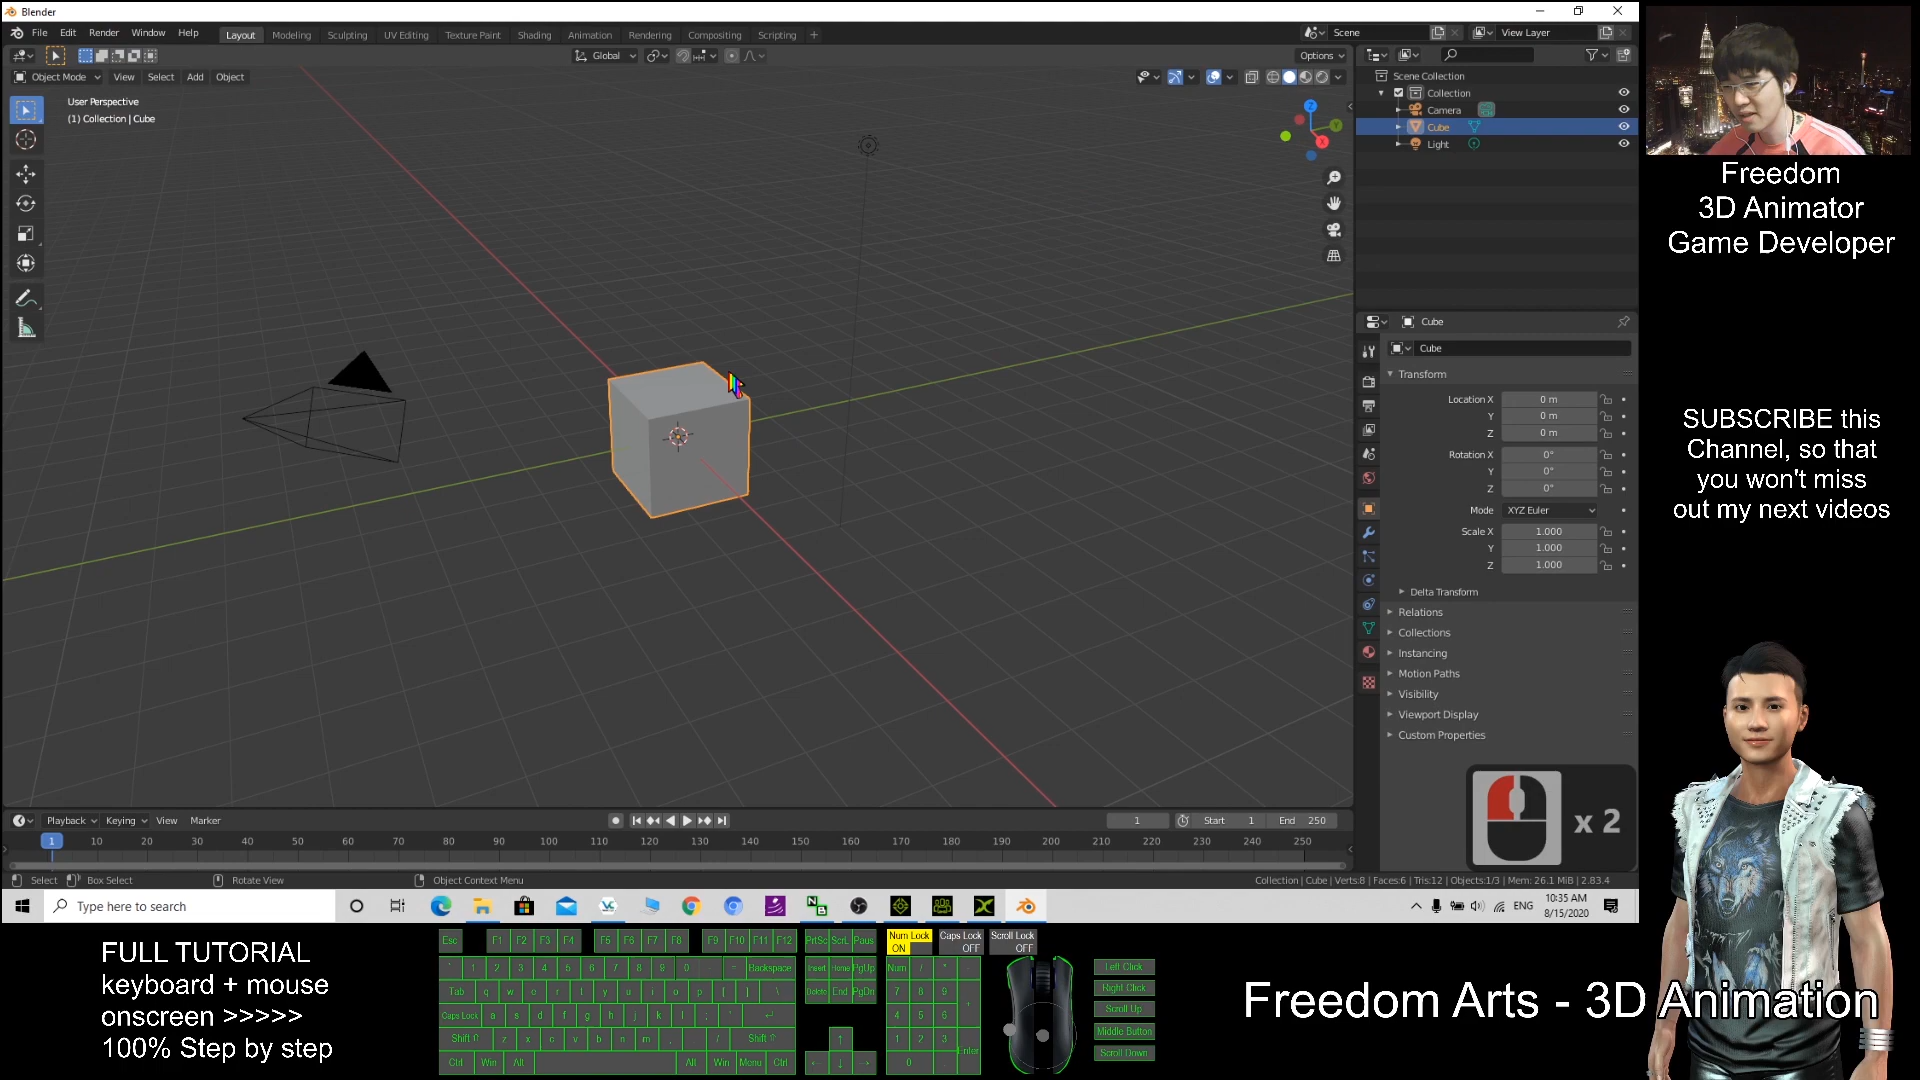 Blender
File Edit Render Window Help
Layout Modeling Sculpting UV Editing Texture Paint Shading Animation Rendering Compositing Scripting +
Scene View Layer
Global Options
Object Mode View Select Add Object
User Perspective
(1) Collection | Cube
Z
Y
X
Scene Collection
Collection
Camera
Cube
Light
Cube
Cube
Transform
Location X 0 m
Y 0 m
Z 0 m
Rotation X 0°
Y 0°
Z 0°
Mode XYZ Euler
Scale X 1.000
Y 1.000
Z 1.000
Delta Transform
Relations
Collections
Instancing
Motion Paths
Visibility
Viewport Display
Custom Properties
x 2
Playback Keying View Marker
1 Start 1 End 250
1 10 20 30 40 50 60 70 80 90 100 110 120 130 140 150 160 170 180 190 200 210 220 230 240 250
Select Box Select Rotate View Object Context Menu
Collection | Cube | Verts:8 | Faces:6 | Tris:12 | Objects:1/3 | Mem: 26.1 MiB | 2.83.4
Type here to search
ENG
10:35 AM
8/15/2020
Freedom
3D Animator
Game Developer
SUBSCRIBE this
Channel, so that
you won't miss
out my next videos
FULL TUTORIAL
keyboard + mouse
onscreen >>>>>
100% Step by step
Esc F1 F2 F3 F4 F5 F6 F7 F8 F9 F10 F11 F12 PrtSc ScrL Paus
Num Lock ON Caps Lock OFF Scroll Lock OFF
` 1 2 3 4 5 6 7 8 9 0 - = Backspace Insert Home PgUp Num / * -
Tab q w e r t y u i o p [ ] \ Delete End PgDn 7 8 9 +
Caps Lock a s d f g h j k l ; ' ↵ 4 5 6
Shift z x c v b n m , . / Shift ↑ 1 2 3 Enter
Ctrl Win Alt Alt Win Menu Ctrl ← ↓ → 0 .
Left Click
Right Click
Scroll Up
Middle Button
Scroll Down
Freedom Arts - 3D Animation